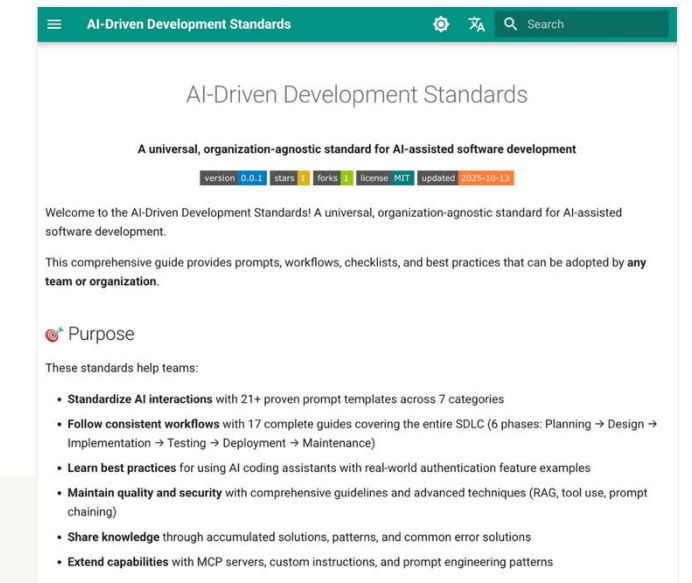 AI-Driven Development Standards
Search
AI-Driven Development Standards
A universal, organization-agnostic standard for AI-assisted software development
version 0.0.1 stars 1 forks 1 license MIT updated 2025-10-13
Welcome to the AI-Driven Development Standards! A universal, organization-agnostic standard for AI-assisted
software development.
This comprehensive guide provides prompts, workflows, checklists, and best practices that can be adopted by any
team or organization.
Purpose
These standards help teams:
• Standardize AI interactions with 21+ proven prompt templates across 7 categories
• Follow consistent workflows with 17 complete guides covering the entire SDLC (6 phases: Planning → Design →
Implementation → Testing → Deployment → Maintenance)
• Learn best practices for using AI coding assistants with real-world authentication feature examples
• Maintain quality and security with comprehensive guidelines and advanced techniques (RAG, tool use, prompt
chaining)
• Share knowledge through accumulated solutions, patterns, and common error solutions
• Extend capabilities with MCP servers, custom instructions, and prompt engineering patterns